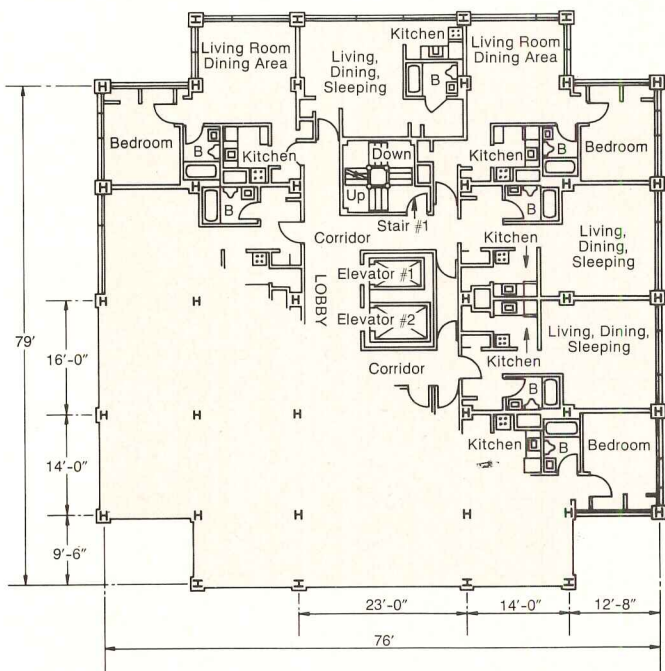 Kitchen
Living Room
Dining Area
Living,
Dining,
Sleeping
B
Living Room
Dining Area
Bedroom
B
Kitchen
Down
Up
Kitchen
B
Bedroom
B
Stair #1
B
Corridor
Kitchen
Living,
Dining,
Sleeping
LOBBY
Elevator #1
Elevator #2
Living, Dining,
Sleeping
Kitchen
Corridor
B
Kitchen
B
Bedroom
79'
16'-0"
14'-0"
9'-6"
23'-0"
14'-0"
12'-8"
76'